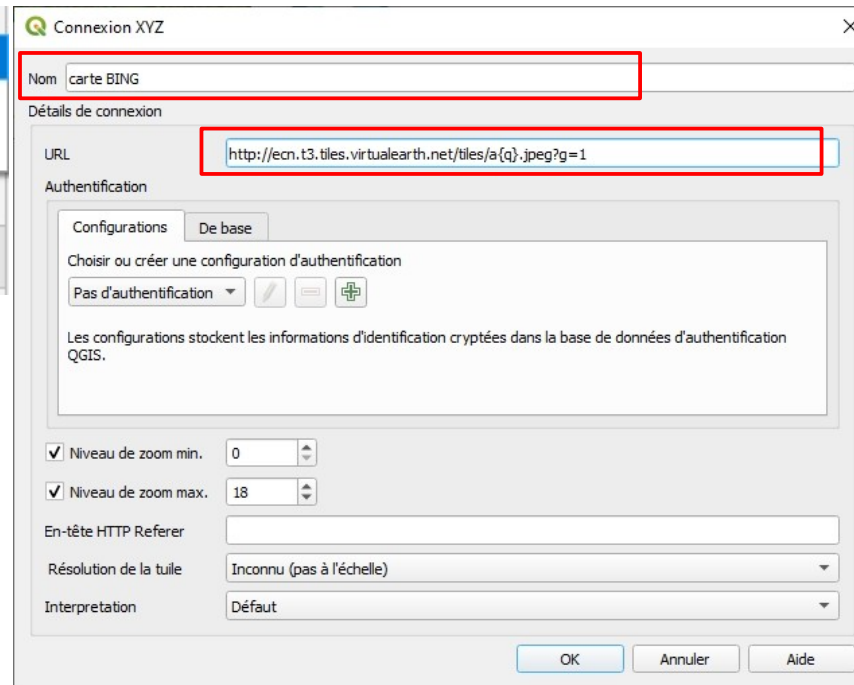 Connexion XYZ
Nom carte BING
Détails de connexion
URL http://ecn.t3.tiles.virtualearth.net/tiles/a{q}.jpeg?g=1
Authentification
Configurations De base
Choisir ou créer une configuration d'authentification
Pas d'authentification
Les configurations stockent les informations d'identification cryptées dans la base de données d'authentification
QGIS.
Niveau de zoom min. 0
Niveau de zoom max. 18
En-tête HTTP Referer
Résolution de la tuile Inconnu (pas à l'échelle)
Interpretation Défaut
OK Annuler Aide